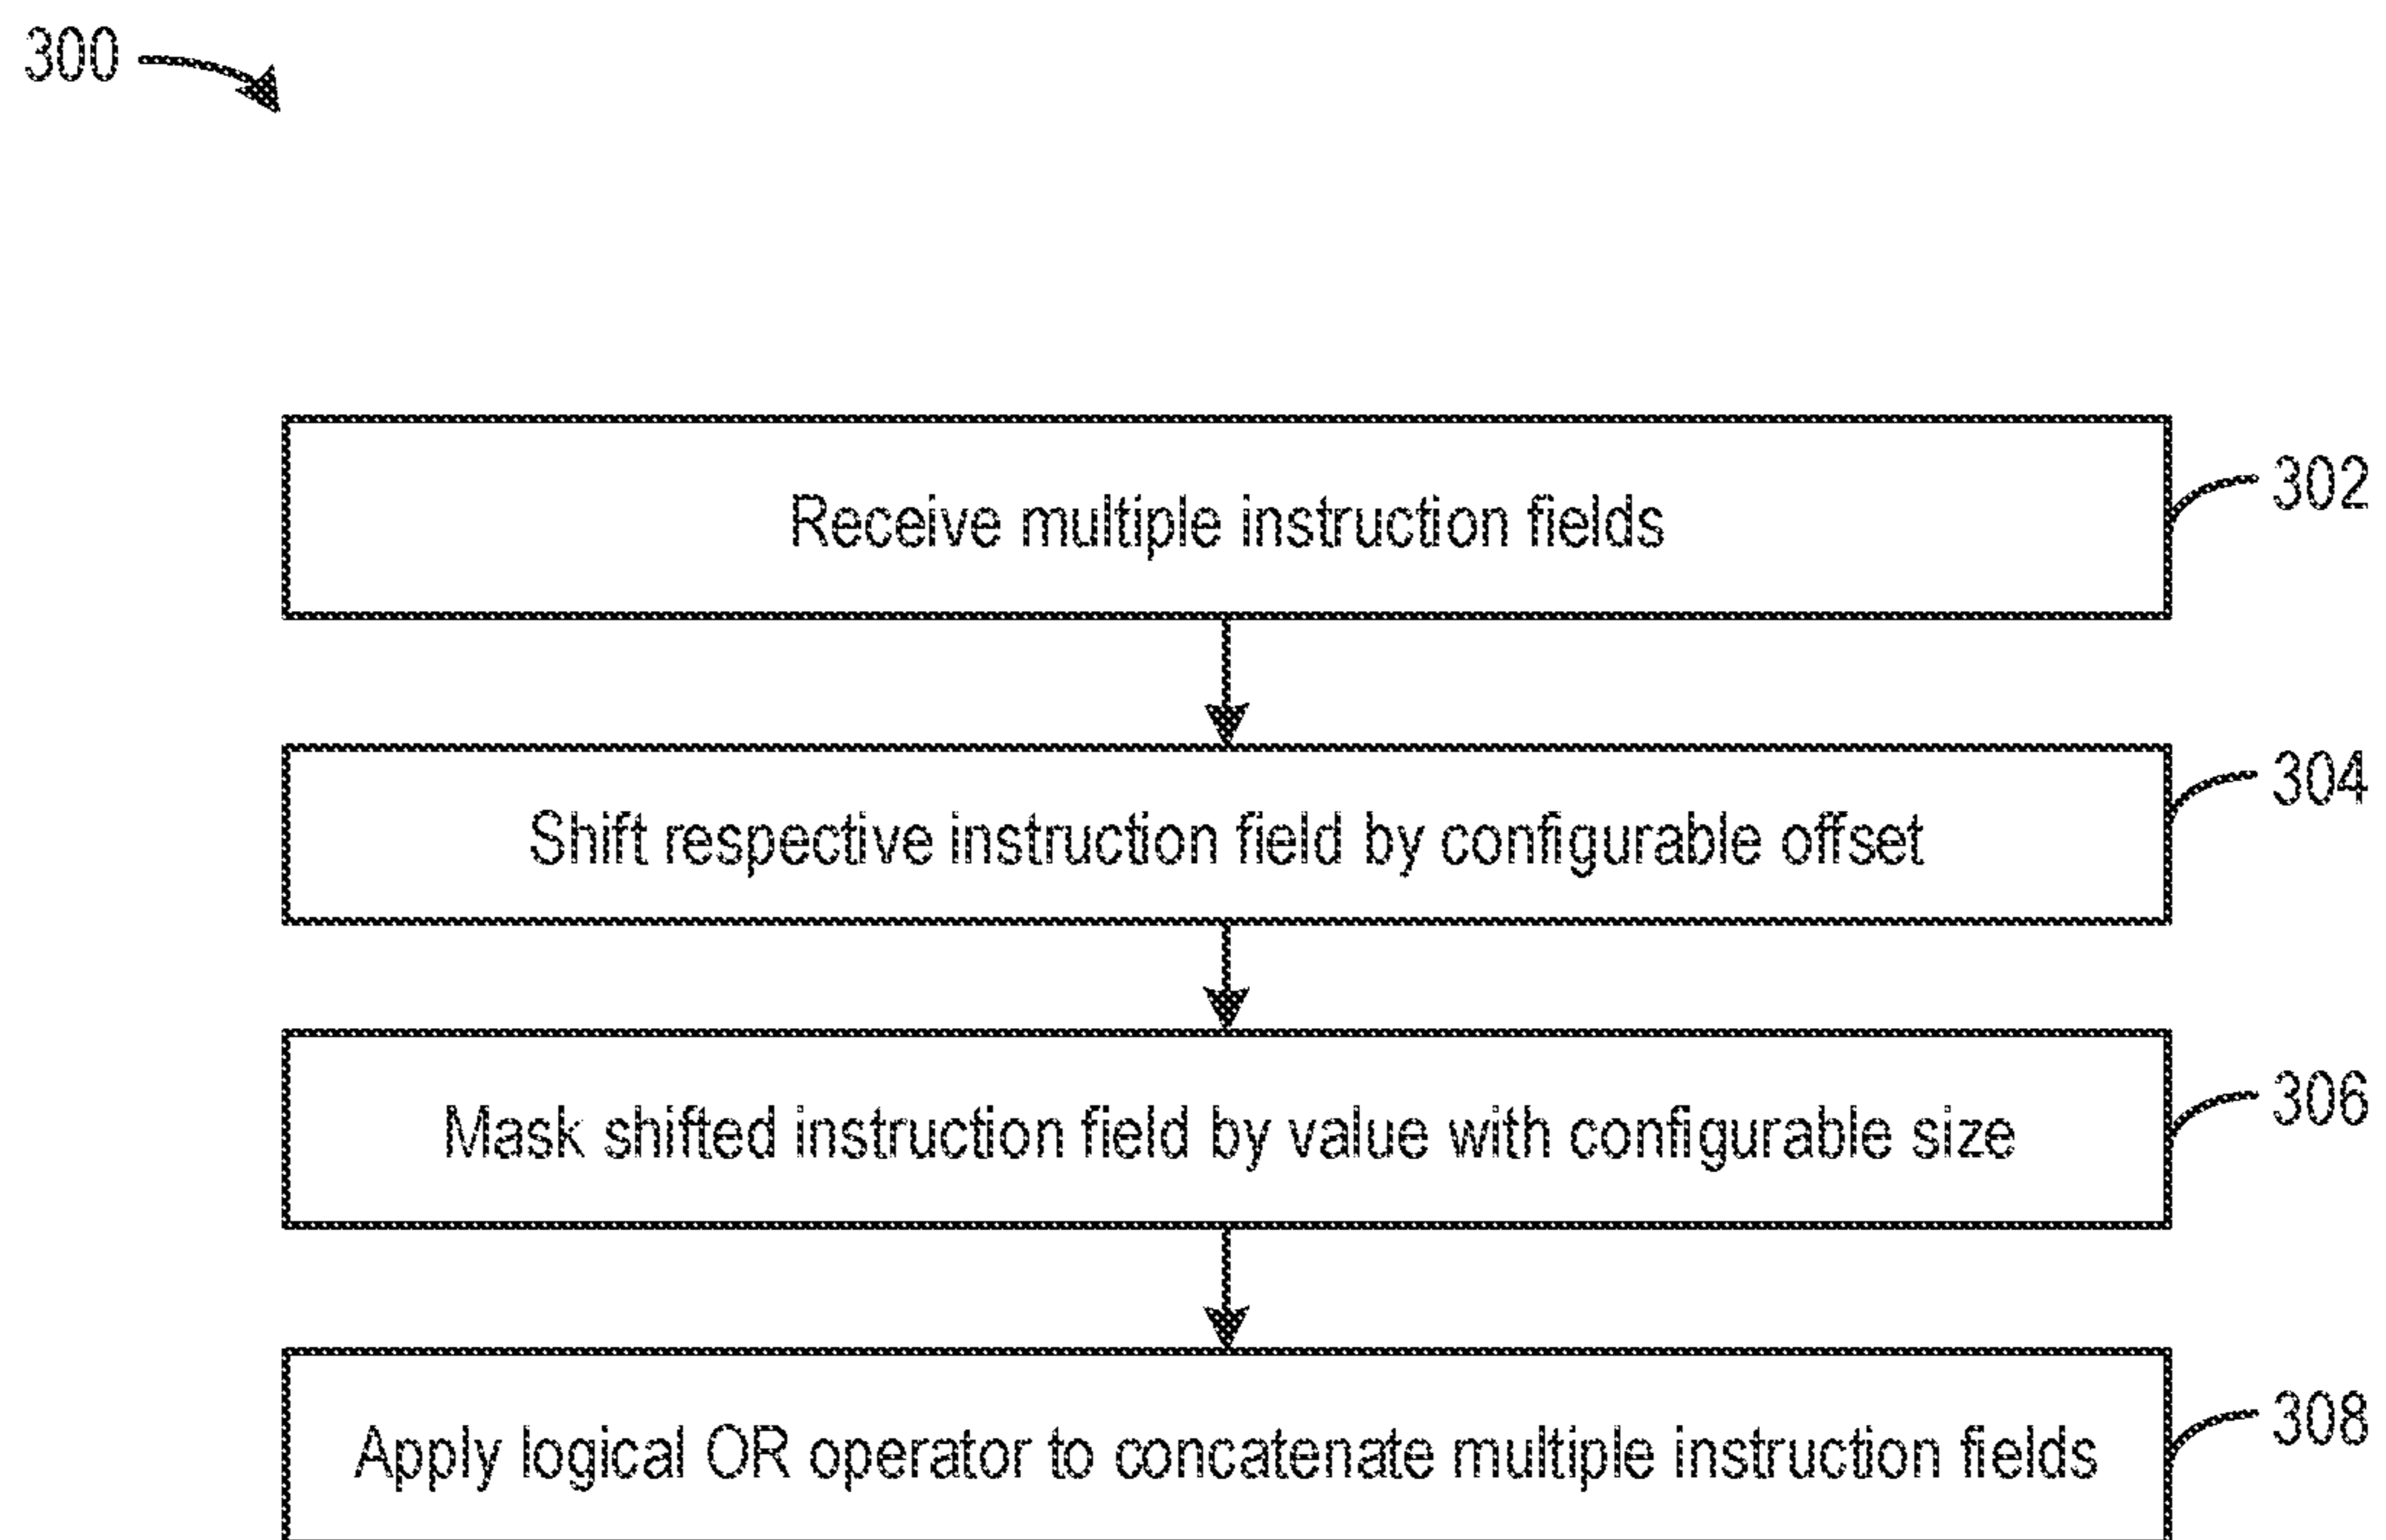 300
Receive multiple instruction fields
302
Shift respective instruction field by configurable offset
304
Mask shifted instruction field by value with configurable size
306
Apply logical OR operator to concatenate multiple instruction fields
308